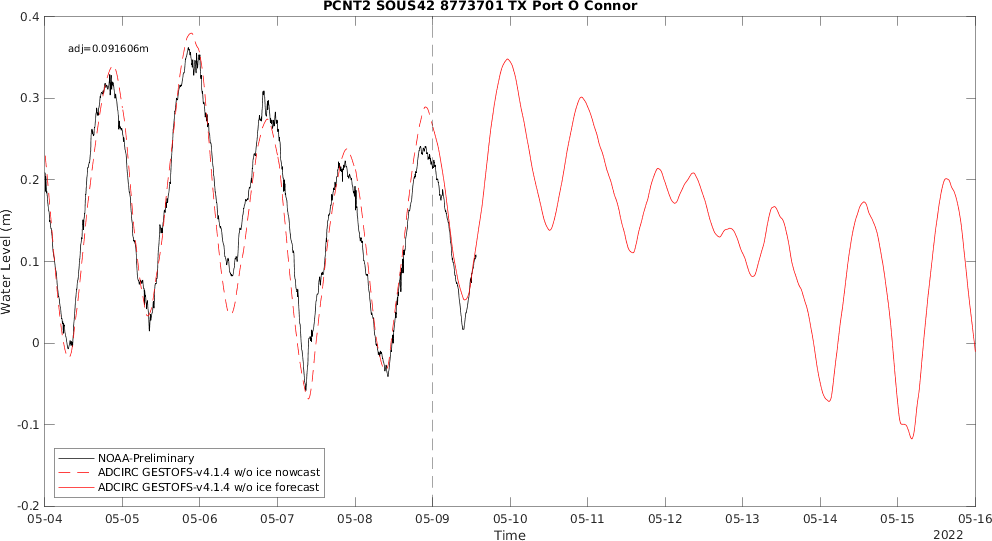 PCNT2 SOUS42 8773701 TX Port O Connor
adj=0.091606m
0.4
0.3
0.2
0.1
0
-0.1
-0.2
Water Level (m)
NOAA-Preliminary
ADCIRC GESTOFS-v4.1.4 w/o ice nowcast
ADCIRC GESTOFS-v4.1.4 w/o ice forecast
05-04 05-05 05-06 05-07 05-08 05-09 05-10 05-11 05-12 05-13 05-14 05-15 05-16
Time
2022